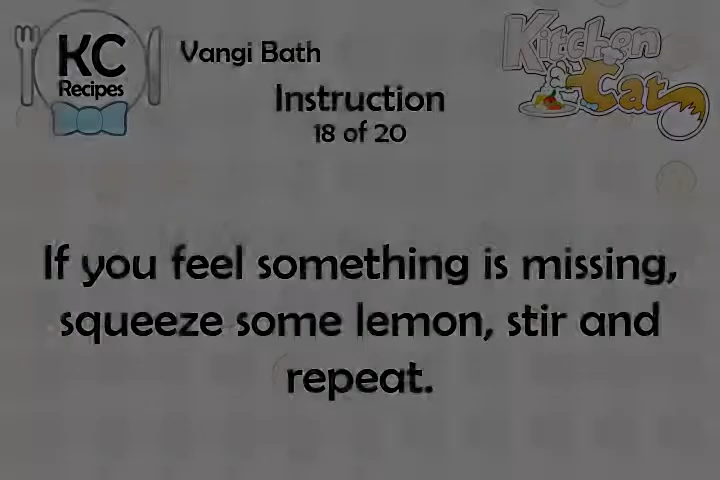 KC
Recipes
Vangi Bath
Kitchen
Cat
Instruction
18 of 20
If you feel something is missing,
squeeze some lemon, stir and
repeat.